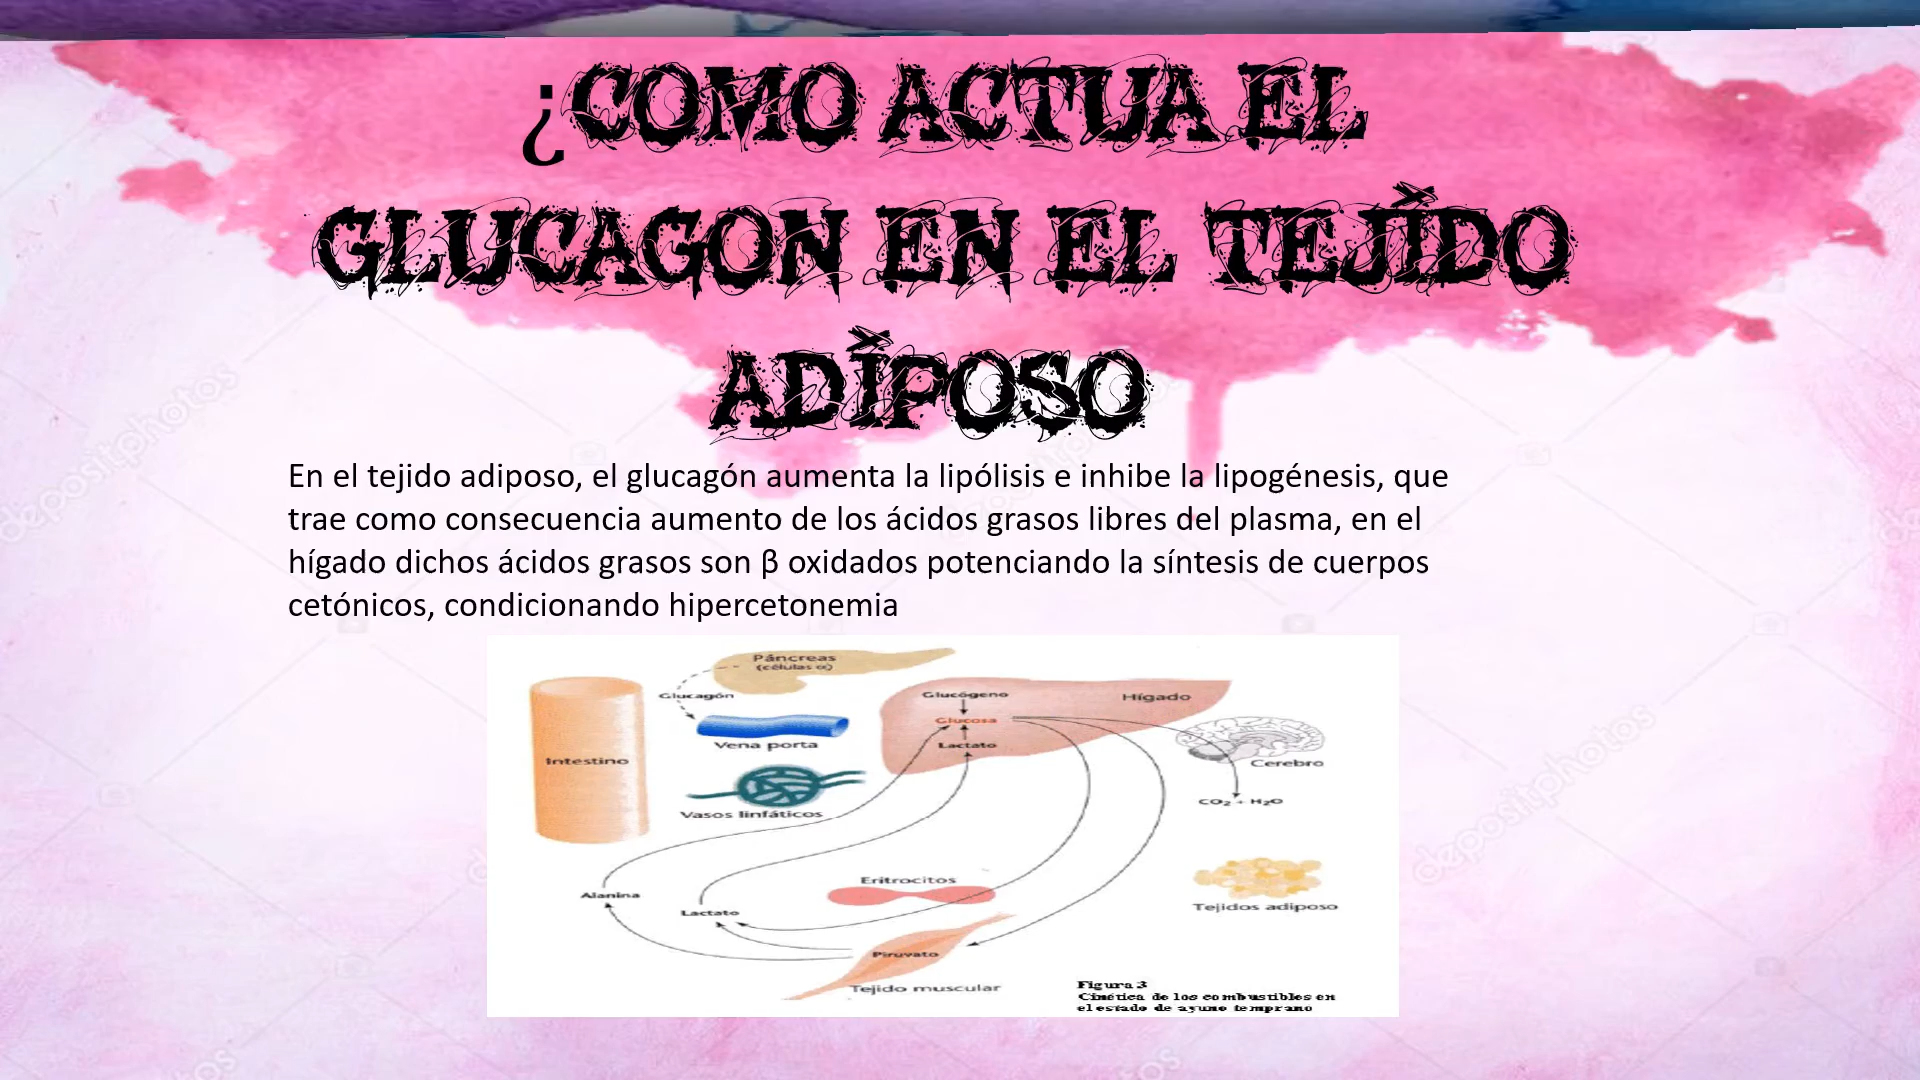 ¿COMO ACTUA EL
GLUCAGON EN EL TEJIDO
ADIPOSO
En el tejido adiposo, el glucagón aumenta la lipólisis e inhibe la lipogénesis, que
trae como consecuencia aumento de los ácidos grasos libres del plasma, en el
hígado dichos ácidos grasos son β oxidados potenciando la síntesis de cuerpos
cetónicos, condicionando hipercetonemia
Páncreas
(células α)
Glucagón
Vena porta
Intestino
Vasos linfáticos
Glucógeno
Hígado
Glucosa
Lactato
Cerebro
CO2 + H2O
Alanina
Lactato
Eritrocitos
Tejidos adiposo
Piruvato
Tejido muscular
Figura 3
Cinética de los combustibles en
el estado de ayuno temprano
depositphotos
depositphotos
depositphotos